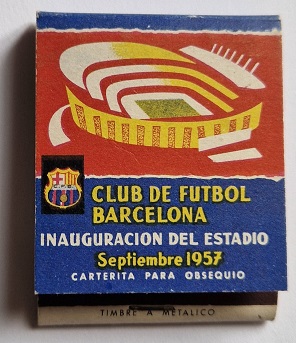 CLUB DE FUTBOL
BARCELONA
INAUGURACION DEL ESTADIO
Septiembre 1957
CARTERITA PARA OBSEQUIO
TIMBRE A METALICO